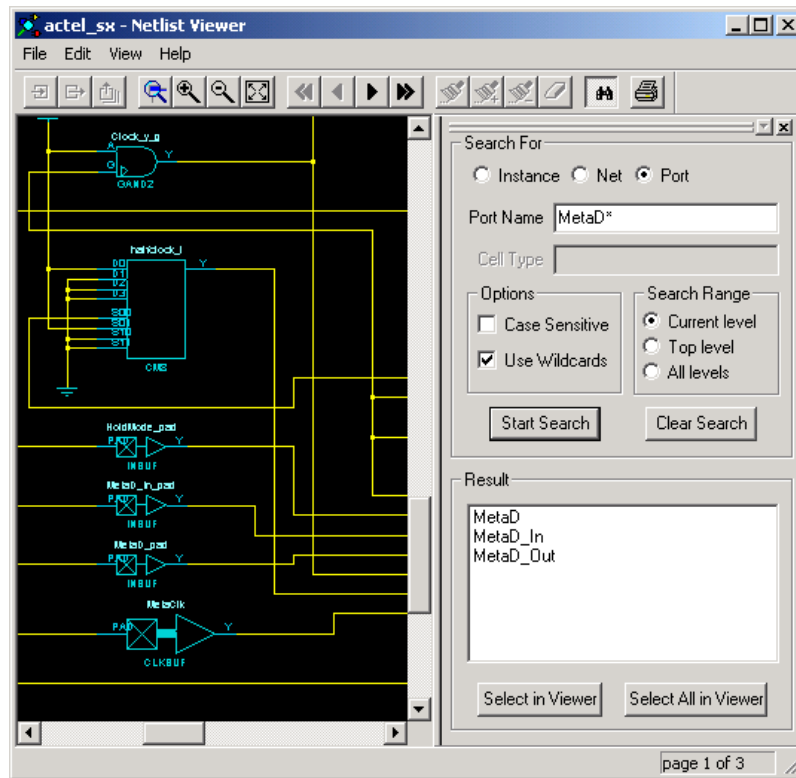 actel_sx - Netlist Viewer
File Edit View Help
Clock_y_g
A
Y
G
GAND2
halfclock_i
D0
Y
D1
D2
D3
S00
S01
S10
S11
CM8
HoldMode_pad
PAD
Y
INBUF
MetaD_In_pad
PAD
Y
INBUF
MetaD_pad
PAD
Y
INBUF
MetaClk
PAD
Y
CLKBUF
Search For
Instance Net Port
Port Name MetaD*
Cell Type
Options
Case Sensitive
Use Wildcards
Search Range
Current level
Top level
All levels
Start Search Clear Search
Result
MetaD
MetaD_In
MetaD_Out
Select in Viewer Select All in Viewer
page 1 of 3